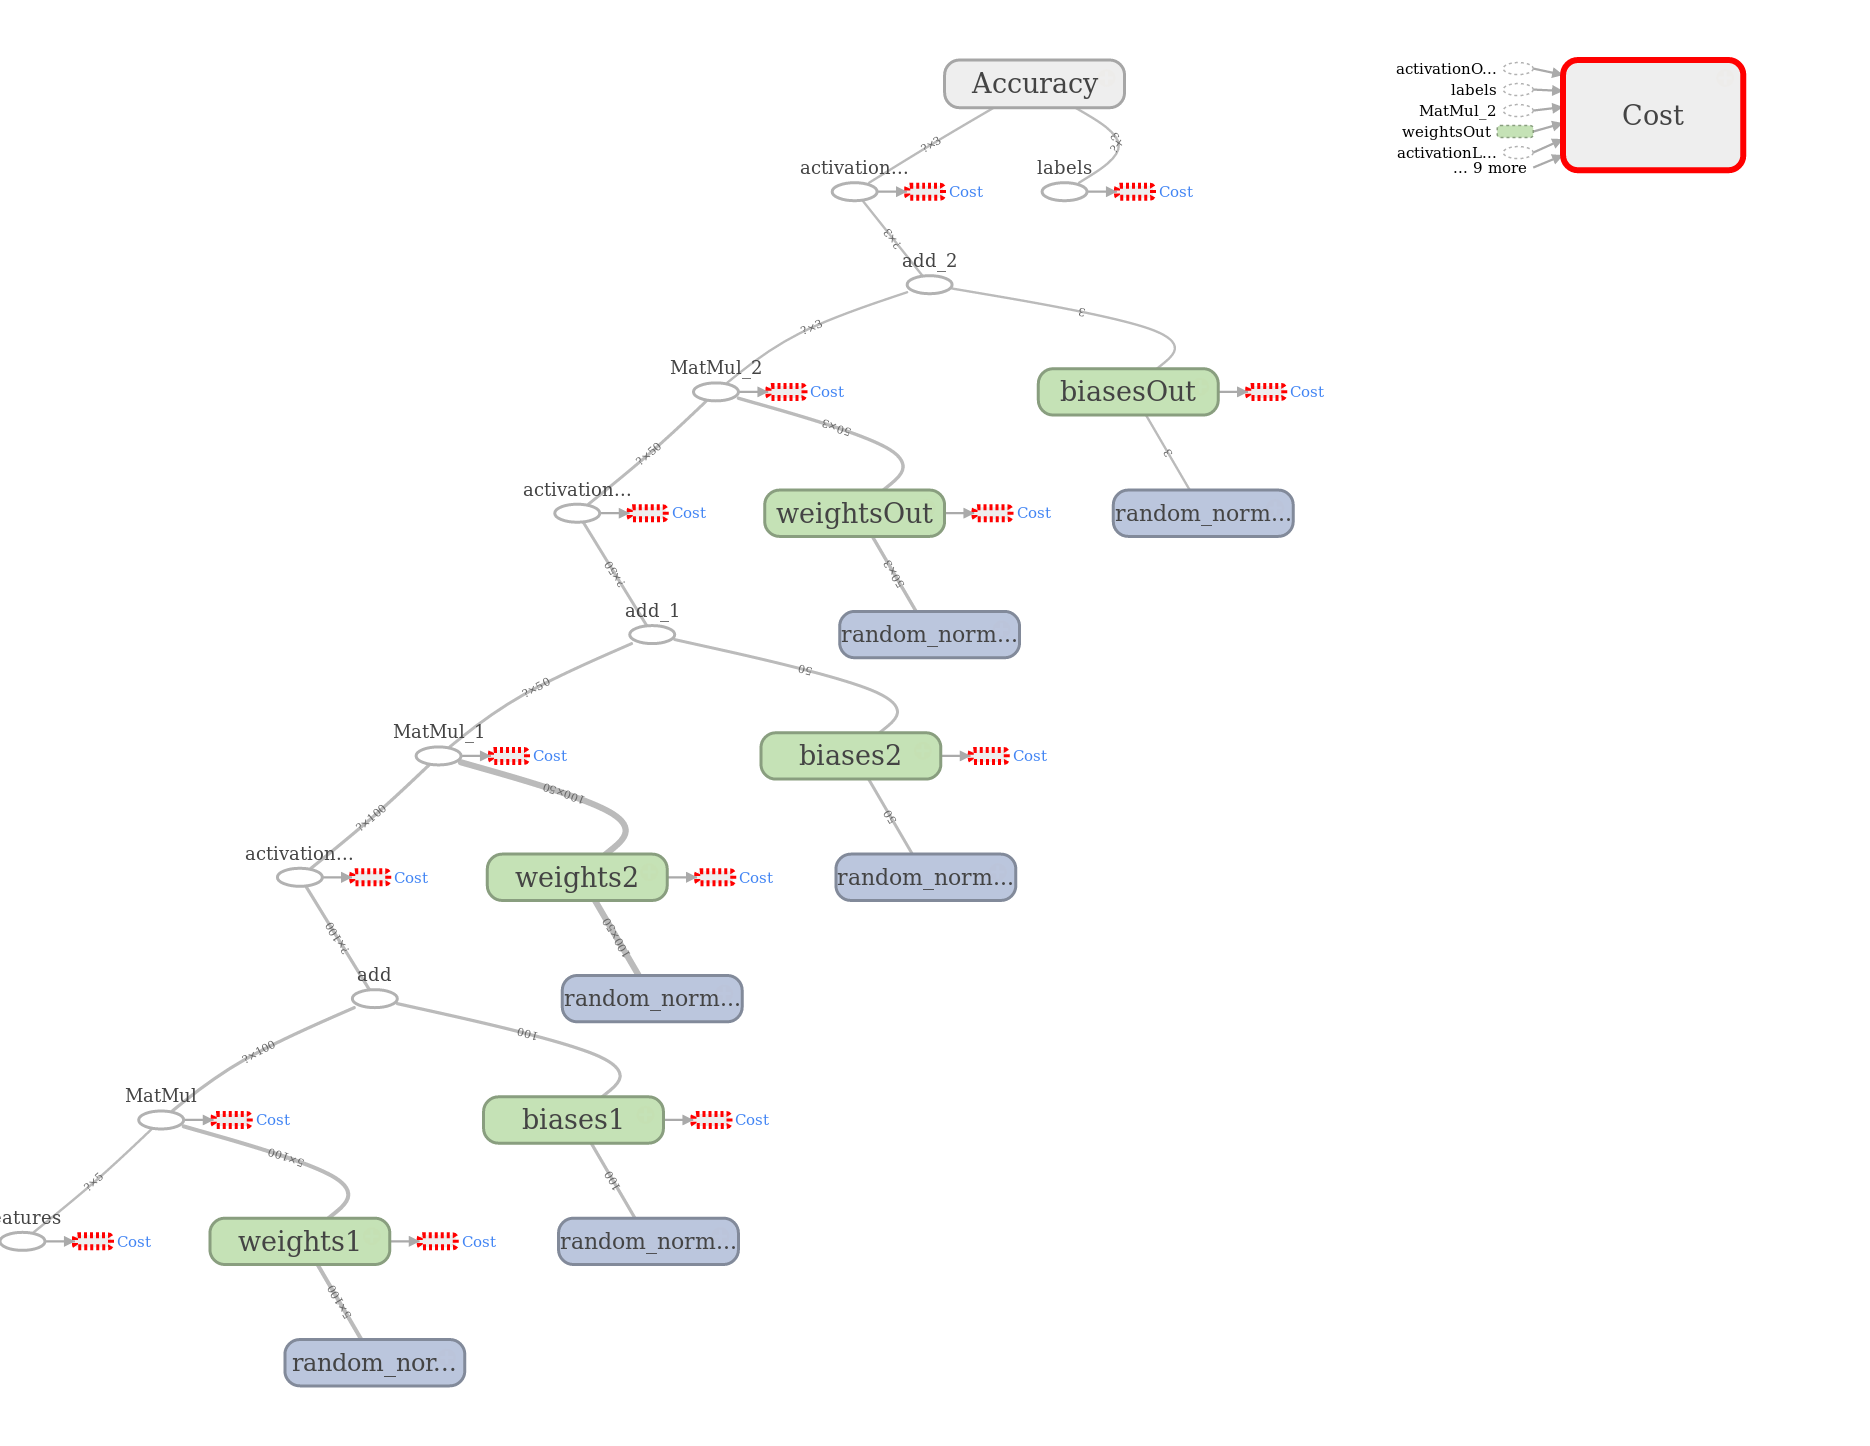 Accuracy
activationO...
labels
MatMul_2
weightsOut
activationL...
... 9 more
Cost
?×3
?×3
activation...
Cost
labels
Cost
?×3
add_2
?×3
3
MatMul_2
Cost
biasesOut
Cost
?×50
50×3
3
activation...
Cost
weightsOut
Cost
random_norm...
?×50
50×3
add_1
random_norm...
?×50
50
MatMul_1
Cost
biases2
Cost
?×100
100×50
50
activation...
Cost
weights2
Cost
random_norm...
?×100
100×50
add
random_norm...
?×100
100
MatMul
Cost
biases1
Cost
?×5
5×100
100
eatures
Cost
weights1
Cost
random_norm...
5×100
random_nor...